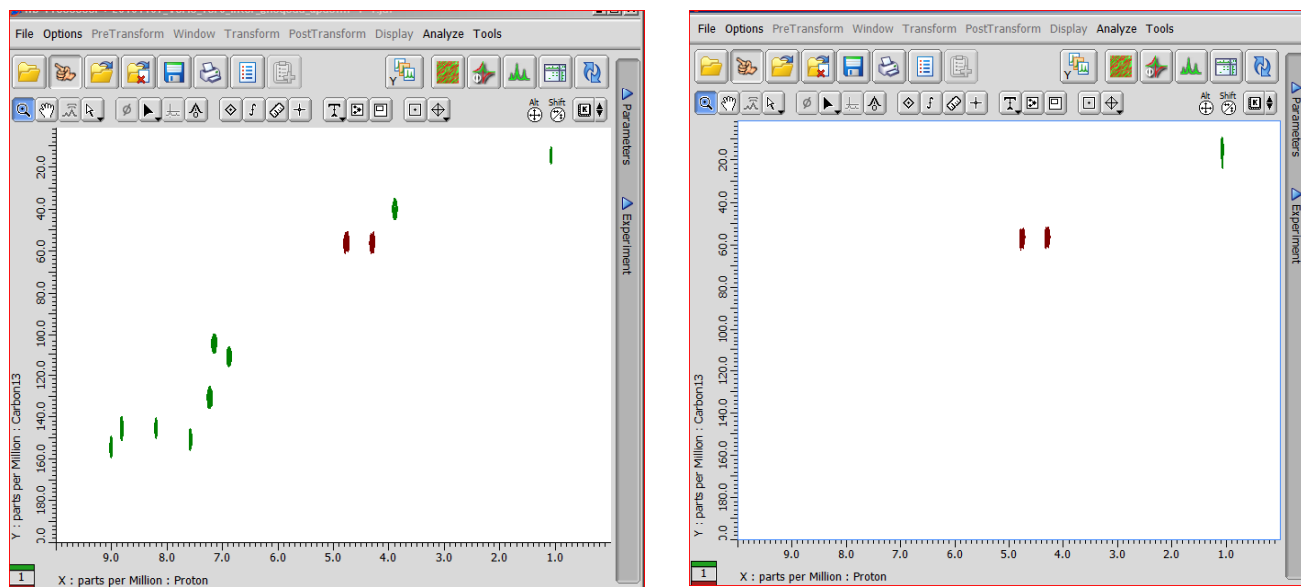 File Options PreTransform Window Transform PostTransform Display Analyze Tools
Y
Alt Shift
T
K
Parameters
Experiment
Y : parts per Million : Carbon13
20.0
40.0
60.0
80.0
100.0
120.0
140.0
160.0
180.0
9.0 8.0 7.0 6.0 5.0 4.0 3.0 2.0 1.0
1
X : parts per Million : Proton
File Options PreTransform Window Transform PostTransform Display Analyze Tools
Y
Alt Shift
T
K
Parameters
Experiment
Y : parts per Million : Carbon13
20.0
40.0
60.0
80.0
100.0
120.0
140.0
160.0
180.0
9.0 8.0 7.0 6.0 5.0 4.0 3.0 2.0 1.0
1
X : parts per Million : Proton